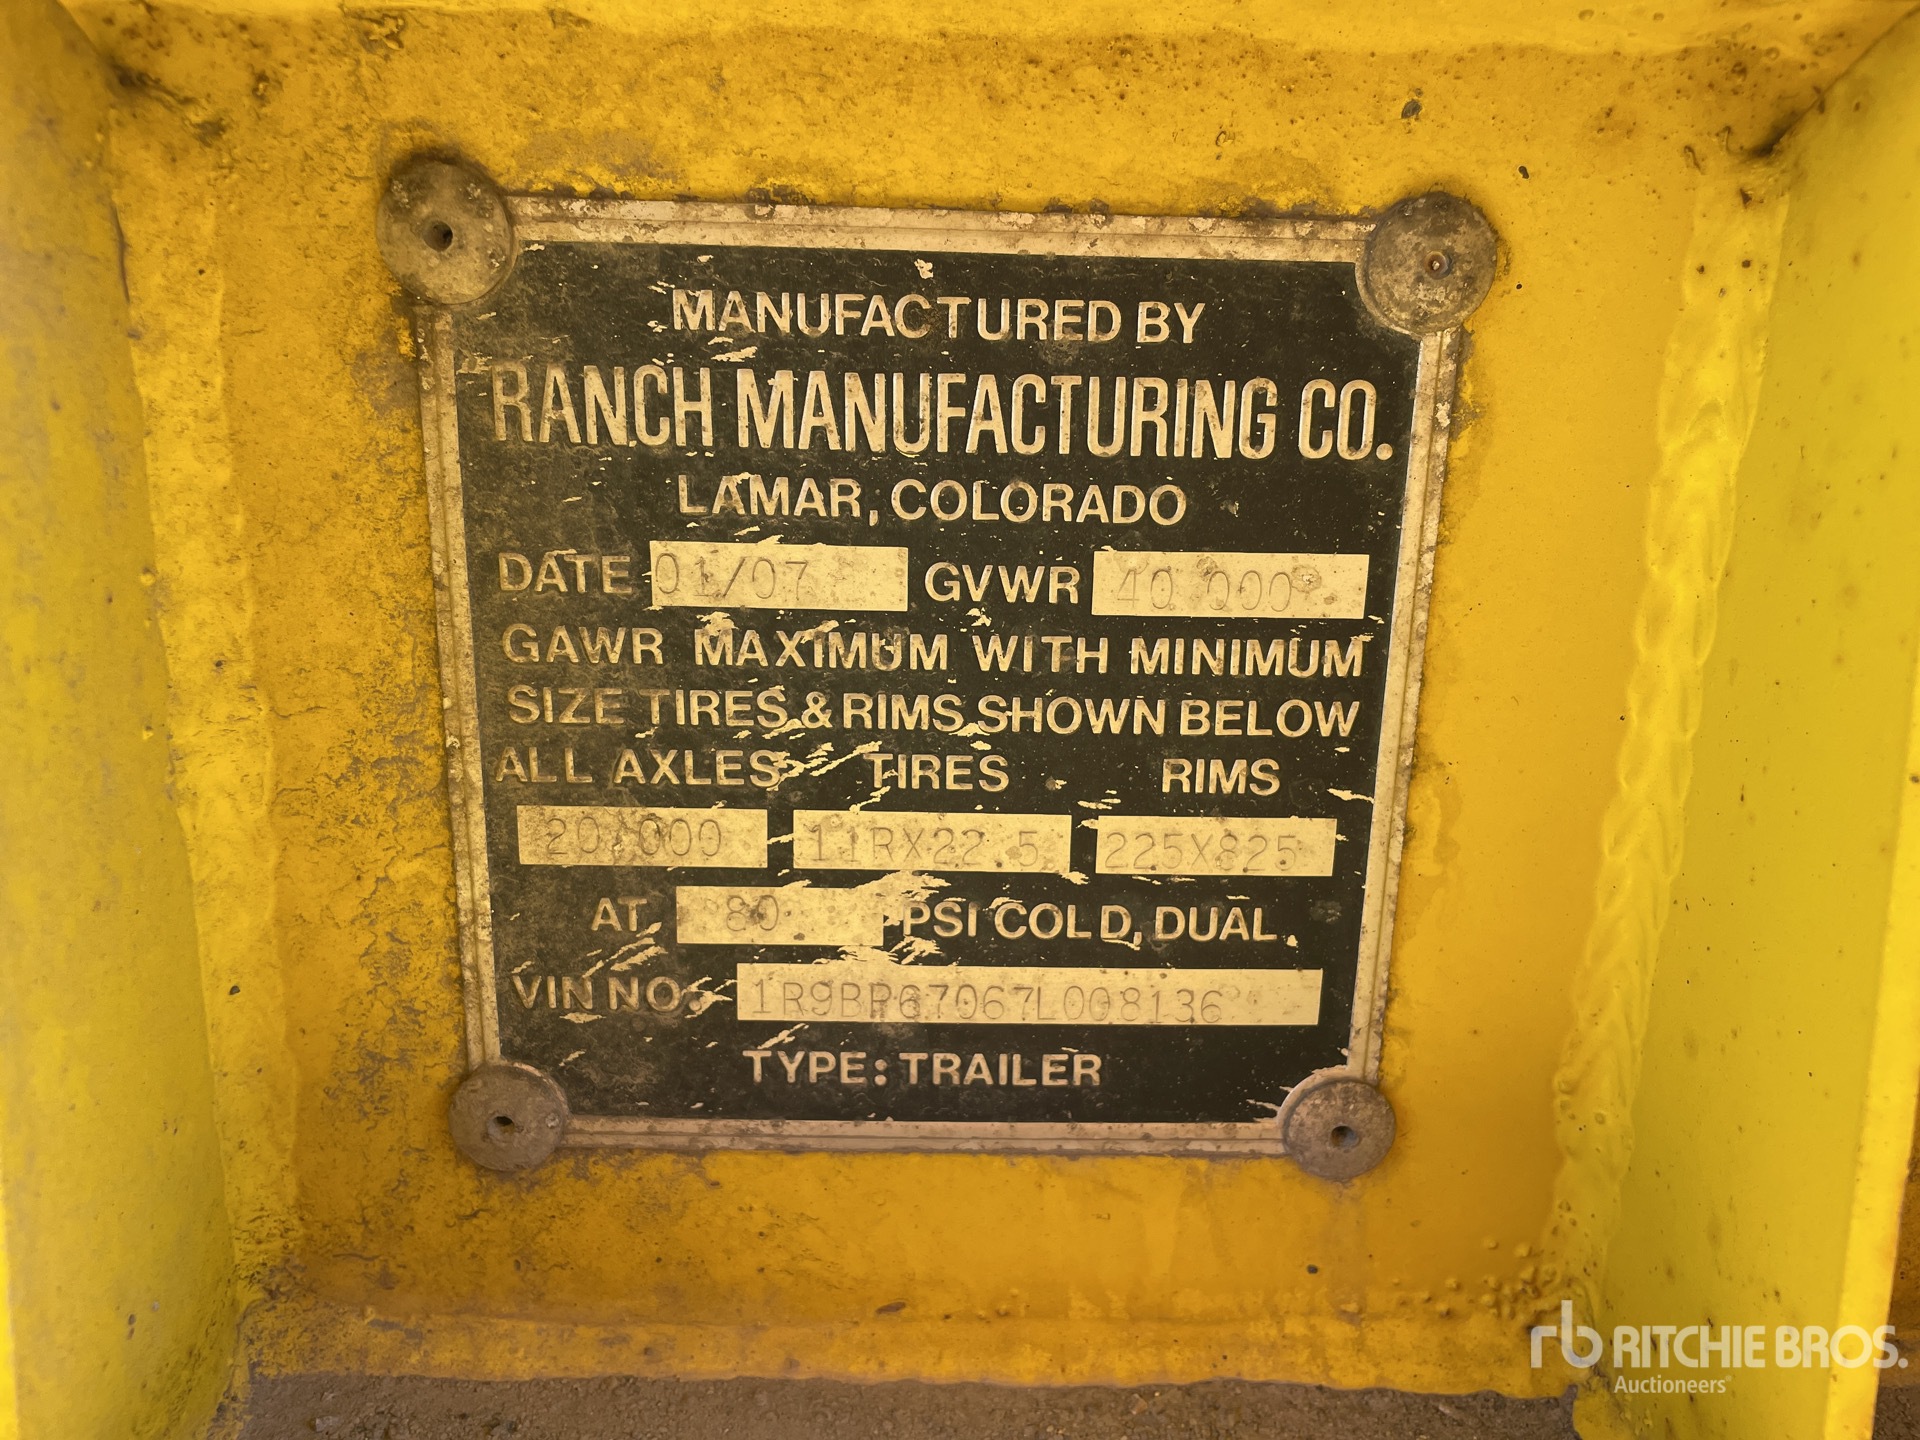 MANUFACTURED BY
RANCH MANUFACTURING CO.
LAMAR, COLORADO
DATE 01/07 GVWR 40 000
GAWR MAXIMUM WITH MINIMUM
SIZE TIRES & RIMS SHOWN BELOW
ALL AXLES TIRES RIMS
20,000 11RX22.5 225X825
AT 80 PSI COLD, DUAL
VIN NO. 1R9BP67067L008136
TYPE: TRAILER
rb RITCHIE BROS.
Auctioneers